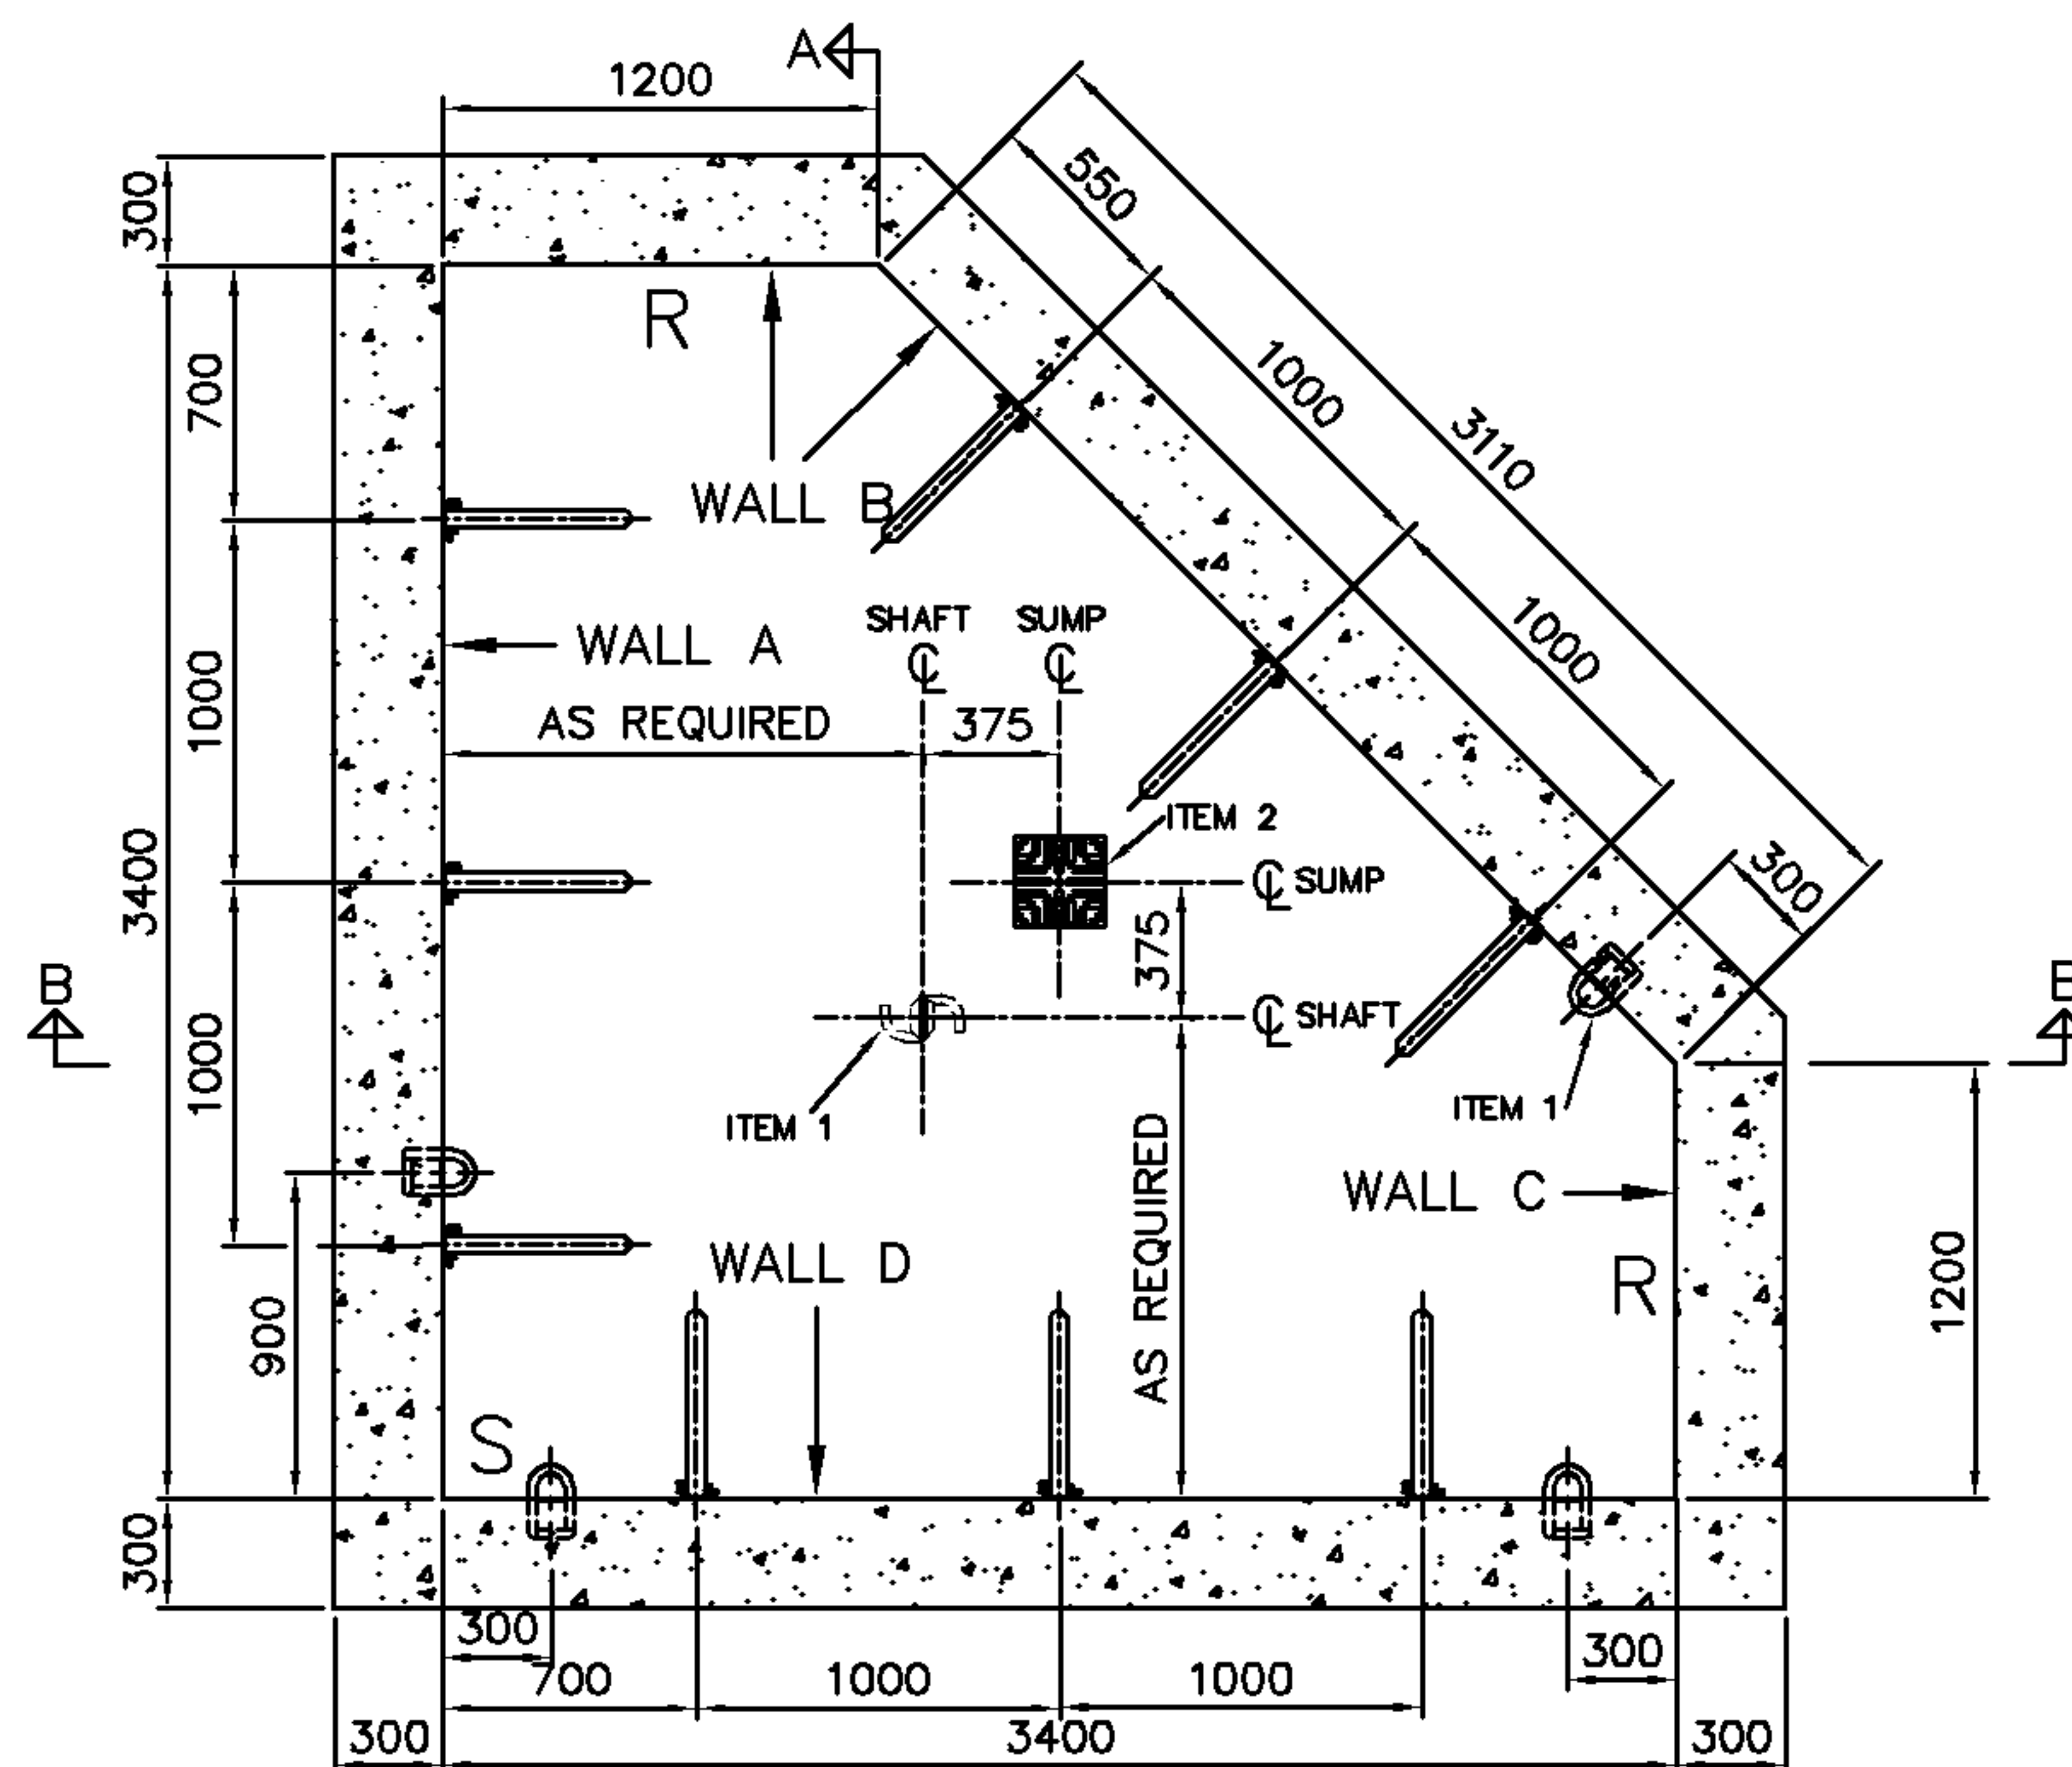 A
1200
300
550
R
700
1000
3110
WALL B
SHAFT
SUMP
WALL A
1000
1000
AS REQUIRED
375
ITEM 2
3400
SUMP
300
375
B
SHAFT
1000
ITEM 1
ITEM 1
AS REQUIRED
WALL C
WALL D
R
1200
900
S
300
300
300
700
1000
1000
300
3400
300